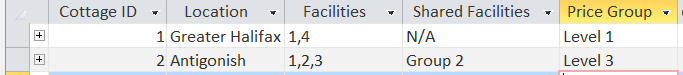 Cottage ID Location Facilities Shared Facilities Price Group
1 Greater Halifax 1,4 N/A Level 1
2 Antigonish 1,2,3 Group 2 Level 3